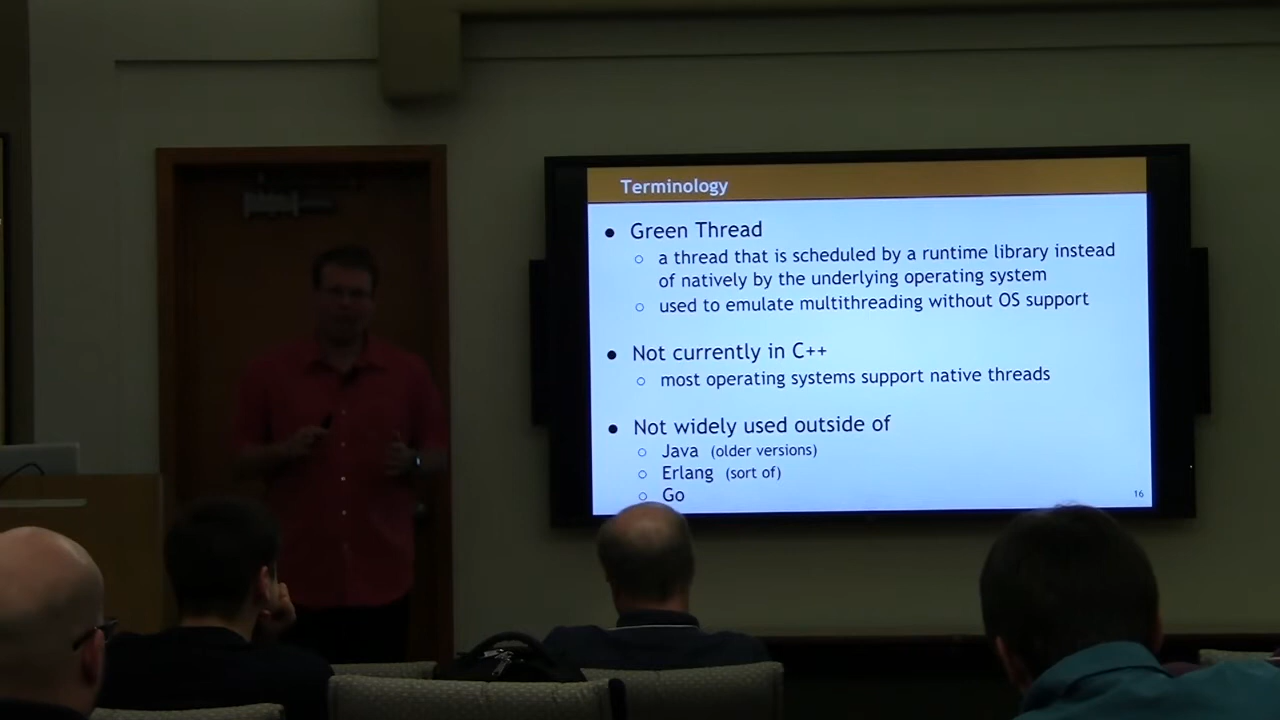 Terminology
● Green Thread
○ a thread that is scheduled by a runtime library instead
of natively by the underlying operating system
○ used to emulate multithreading without OS support
● Not currently in C++
○ most operating systems support native threads
● Not widely used outside of
○ Java (older versions)
○ Erlang (sort of)
○ Go
16